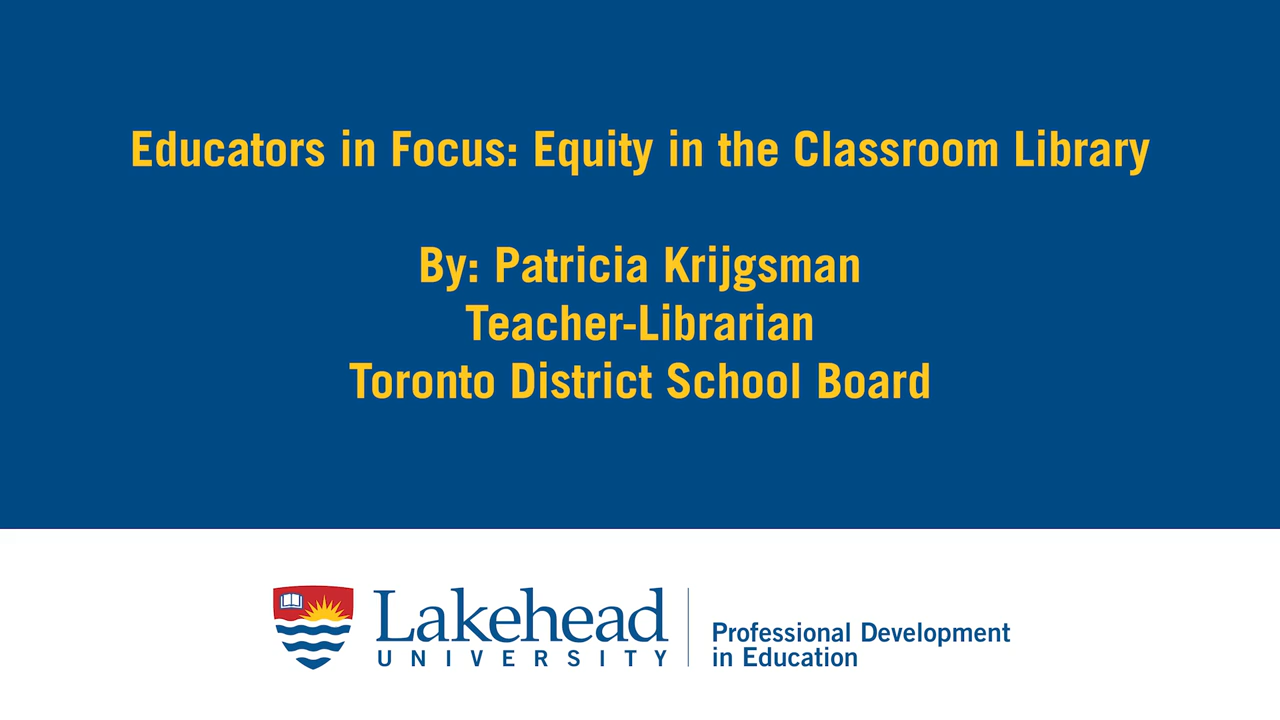 Educators in Focus: Equity in the Classroom Library
By: Patricia Krijgsman
Teacher-Librarian
Toronto District School Board
Lakehead
UNIVERSITY
Professional Development
in Education